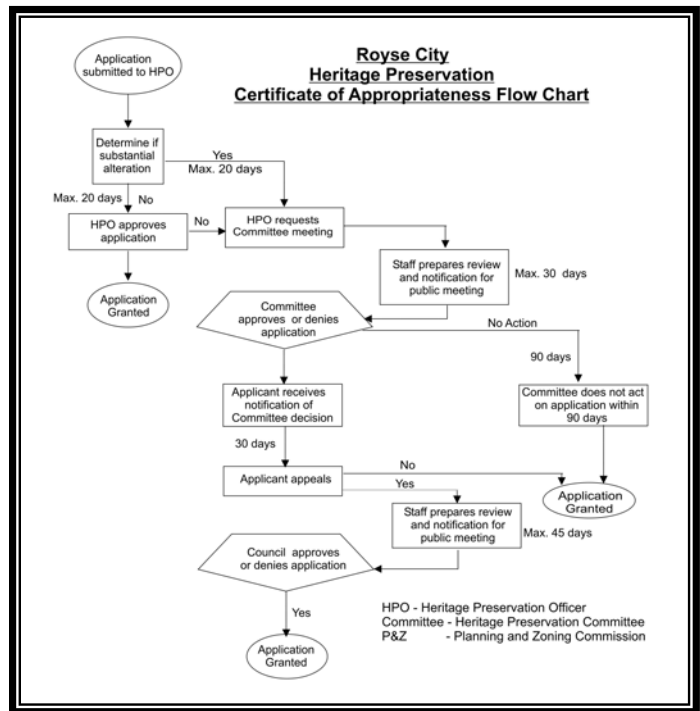 Royse City
Heritage Preservation
Certificate of Appropriateness Flow Chart
Application
submitted to HPO
Determine if
substantial
alteration
Yes
Max. 20 days
Max. 20 days
No
HPO approves
application
No
HPO requests
Committee meeting
Application
Granted
Staff prepares review
and notification for
public meeting
Max. 30 days
Committee
approves or denies
application
No Action
90 days
Applicant receives
notification of
Committee decision
Committee does not act
on application within
90 days
30 days
Applicant appeals
No
Yes
Application
Granted
Staff prepares review
and notification for
public meeting
Max. 45 days
Council approves
or denies application
Yes
Application
Granted
HPO - Heritage Preservation Officer
Committee - Heritage Preservation Committee
P&Z - Planning and Zoning Commission